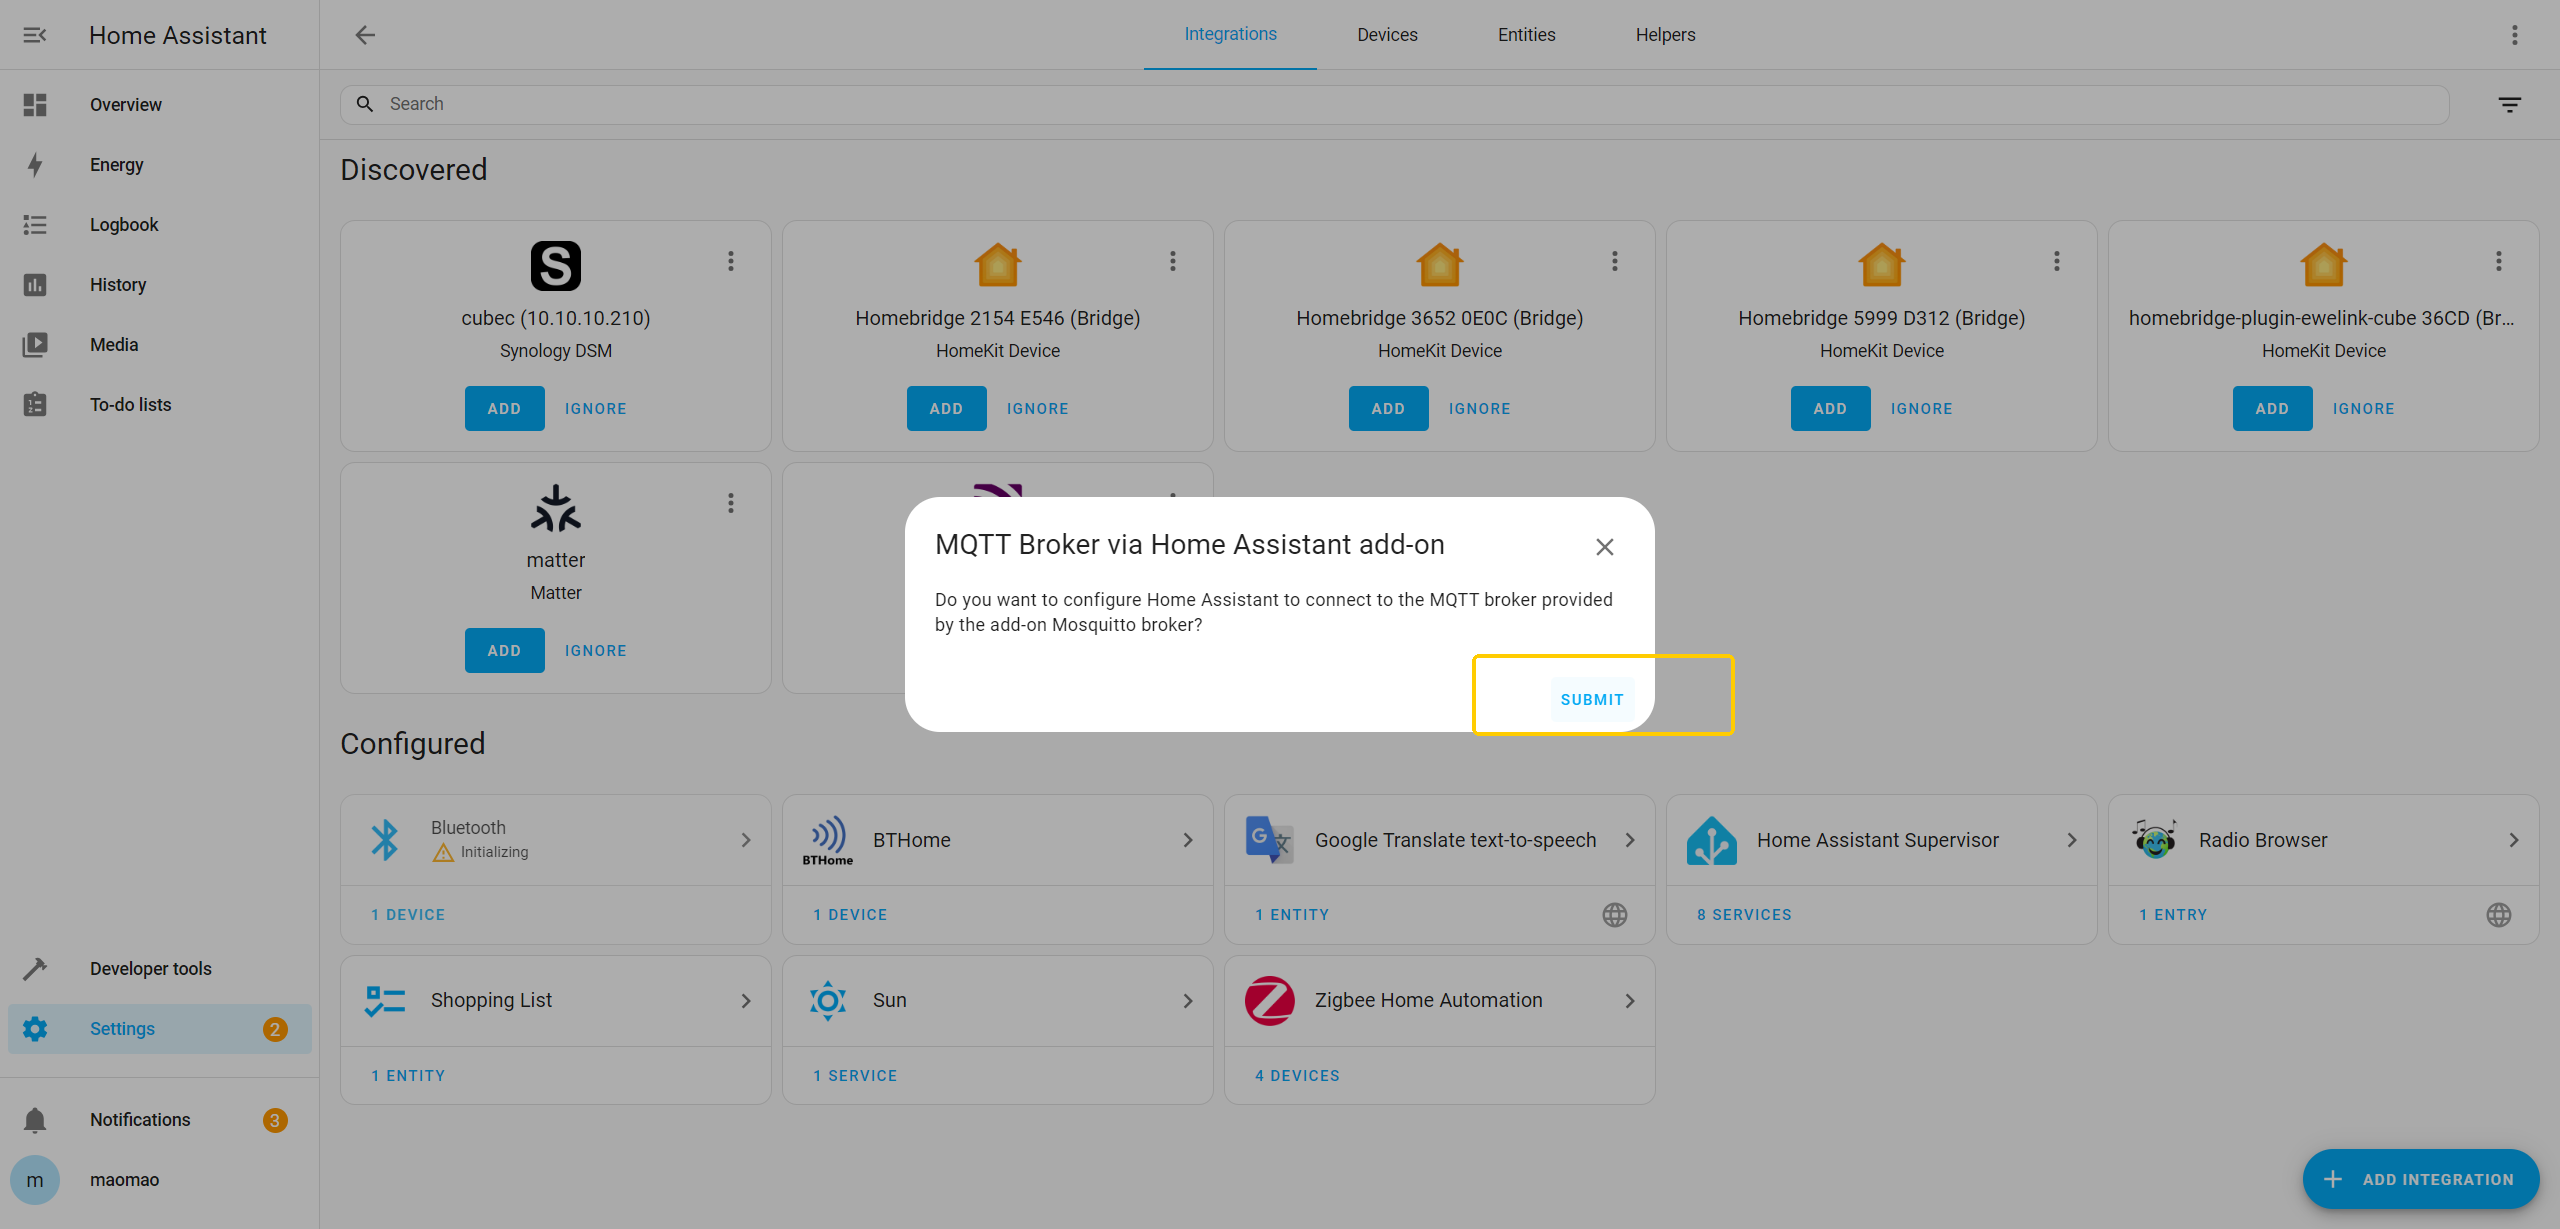 Home Assistant
Integrations
Devices
Entities
Helpers
Search
Overview
Energy
Logbook
History
Media
To-do lists
Developer tools
Settings
2
Notifications
3
m
maomao
Discovered
S
cubec (10.10.10.210)
Synology DSM
ADD
IGNORE
Homebridge 2154 E546 (Bridge)
HomeKit Device
ADD
IGNORE
Homebridge 3652 0E0C (Bridge)
HomeKit Device
ADD
IGNORE
Homebridge 5999 D312 (Bridge)
HomeKit Device
ADD
IGNORE
homebridge-plugin-ewelink-cube 36CD (Br...
HomeKit Device
ADD
IGNORE
matter
Matter
ADD
IGNORE
MQTT Broker via Home Assistant add-on
Do you want to configure Home Assistant to connect to the MQTT broker provided
by the add-on Mosquitto broker?
SUBMIT
Configured
Bluetooth
Initializing
1 DEVICE
BTHome
BTHome
1 DEVICE
G
文
Google Translate text-to-speech
1 ENTITY
Home Assistant Supervisor
8 SERVICES
Radio Browser
1 ENTRY
Shopping List
1 ENTITY
Sun
1 SERVICE
Zigbee Home Automation
4 DEVICES
ADD INTEGRATION